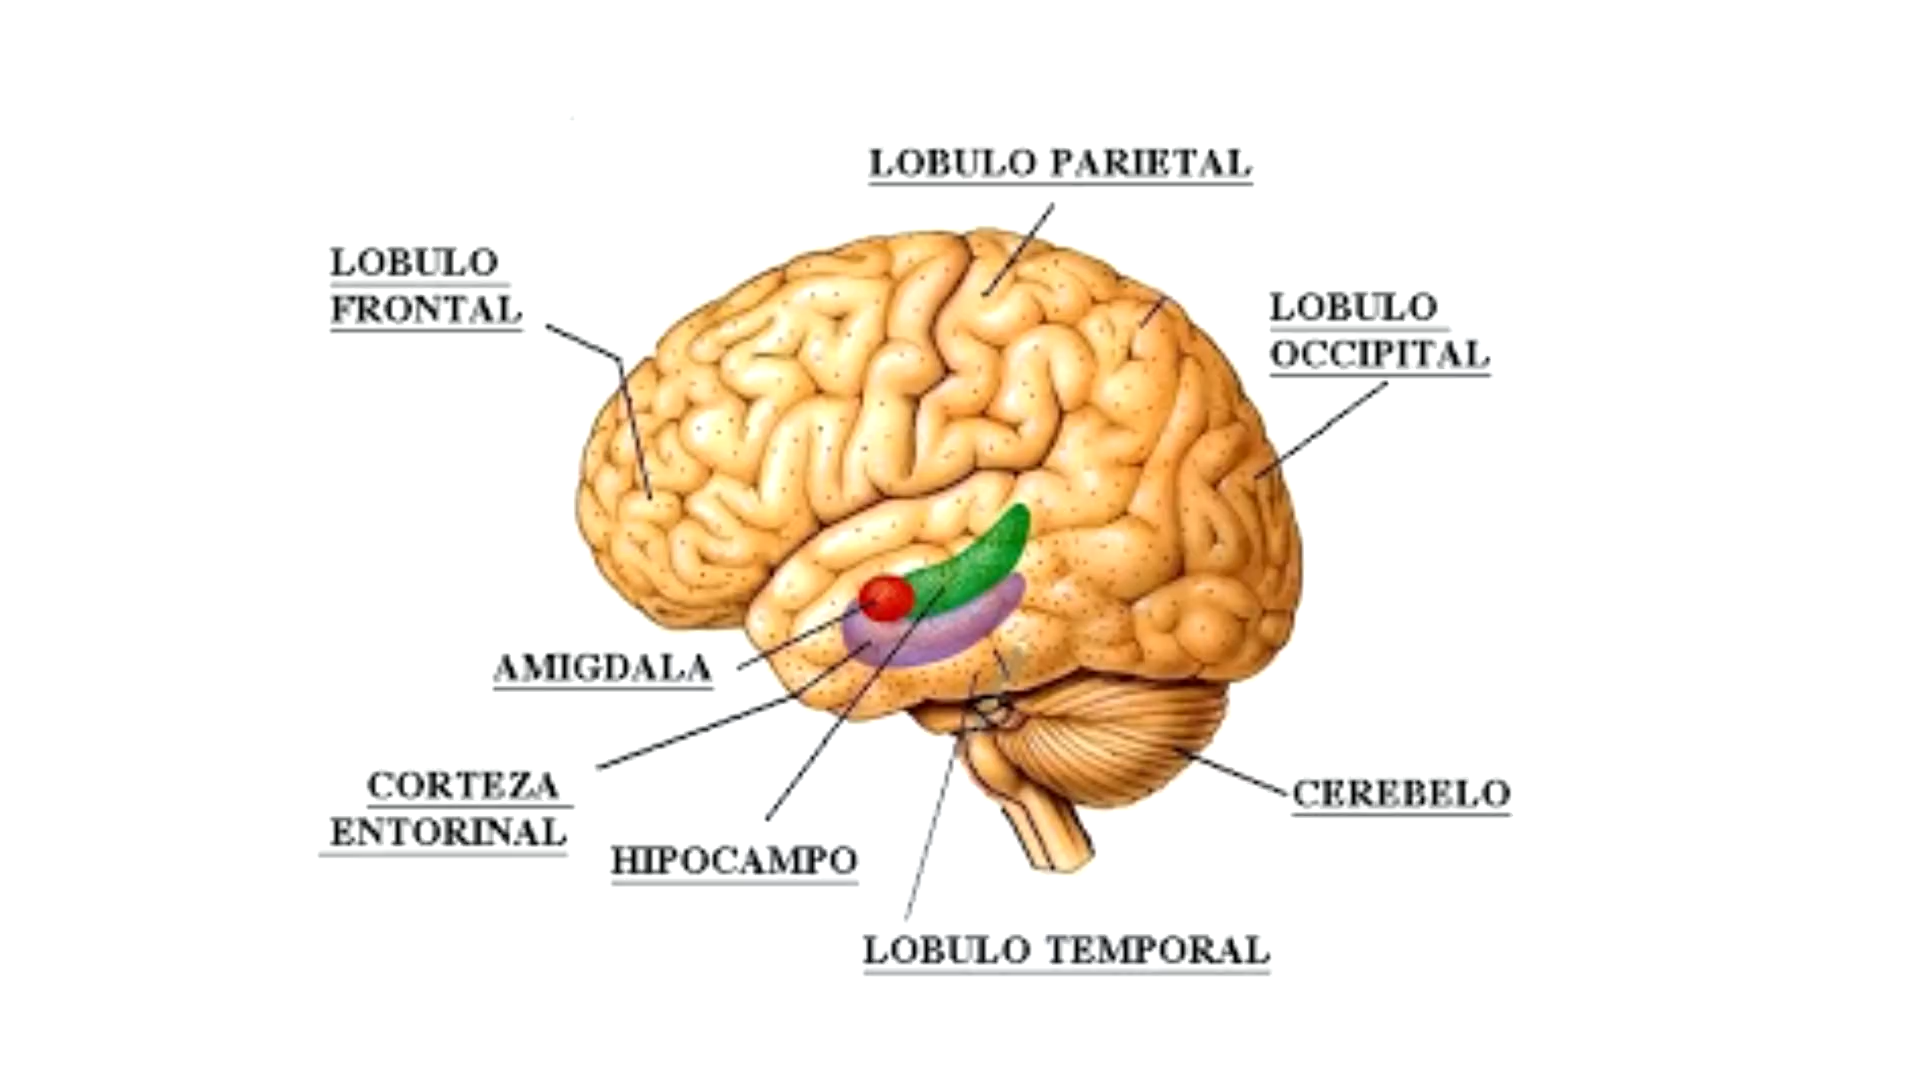 LOBULO PARIETAL
LOBULO
FRONTAL
LOBULO
OCCIPITAL
AMIGDALA
CORTEZA
ENTORINAL
HIPOCAMPO
CEREBELO
LOBULO TEMPORAL